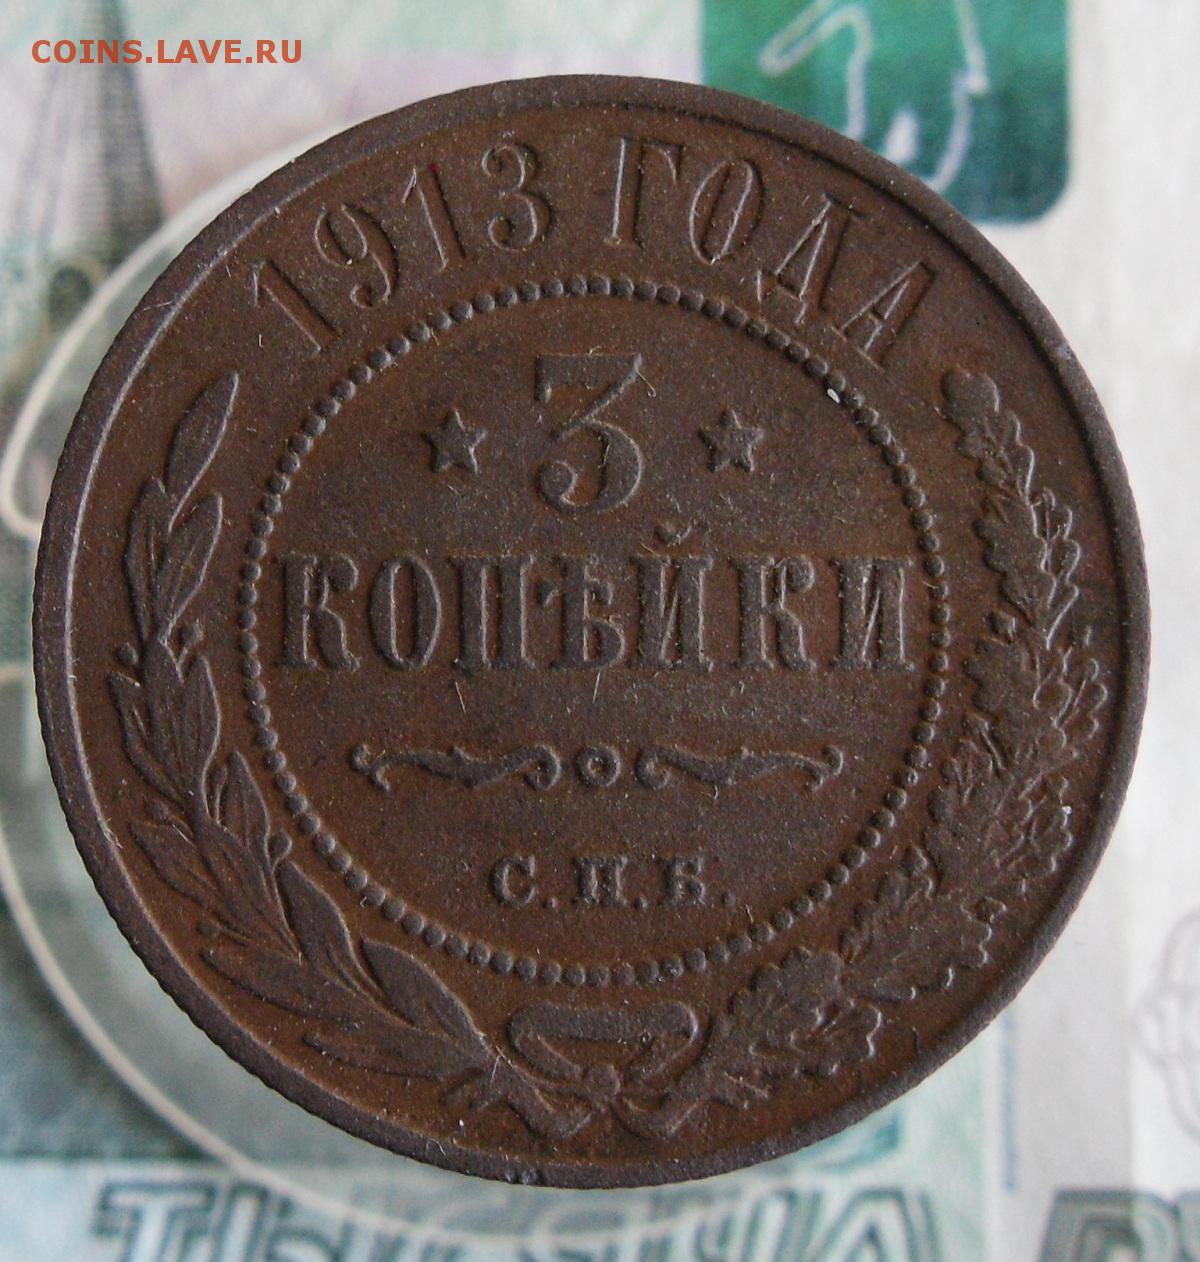 COINS.LAVE.RU
1913 ГОДА
3
КОПѢЙКИ
С.П.Б.